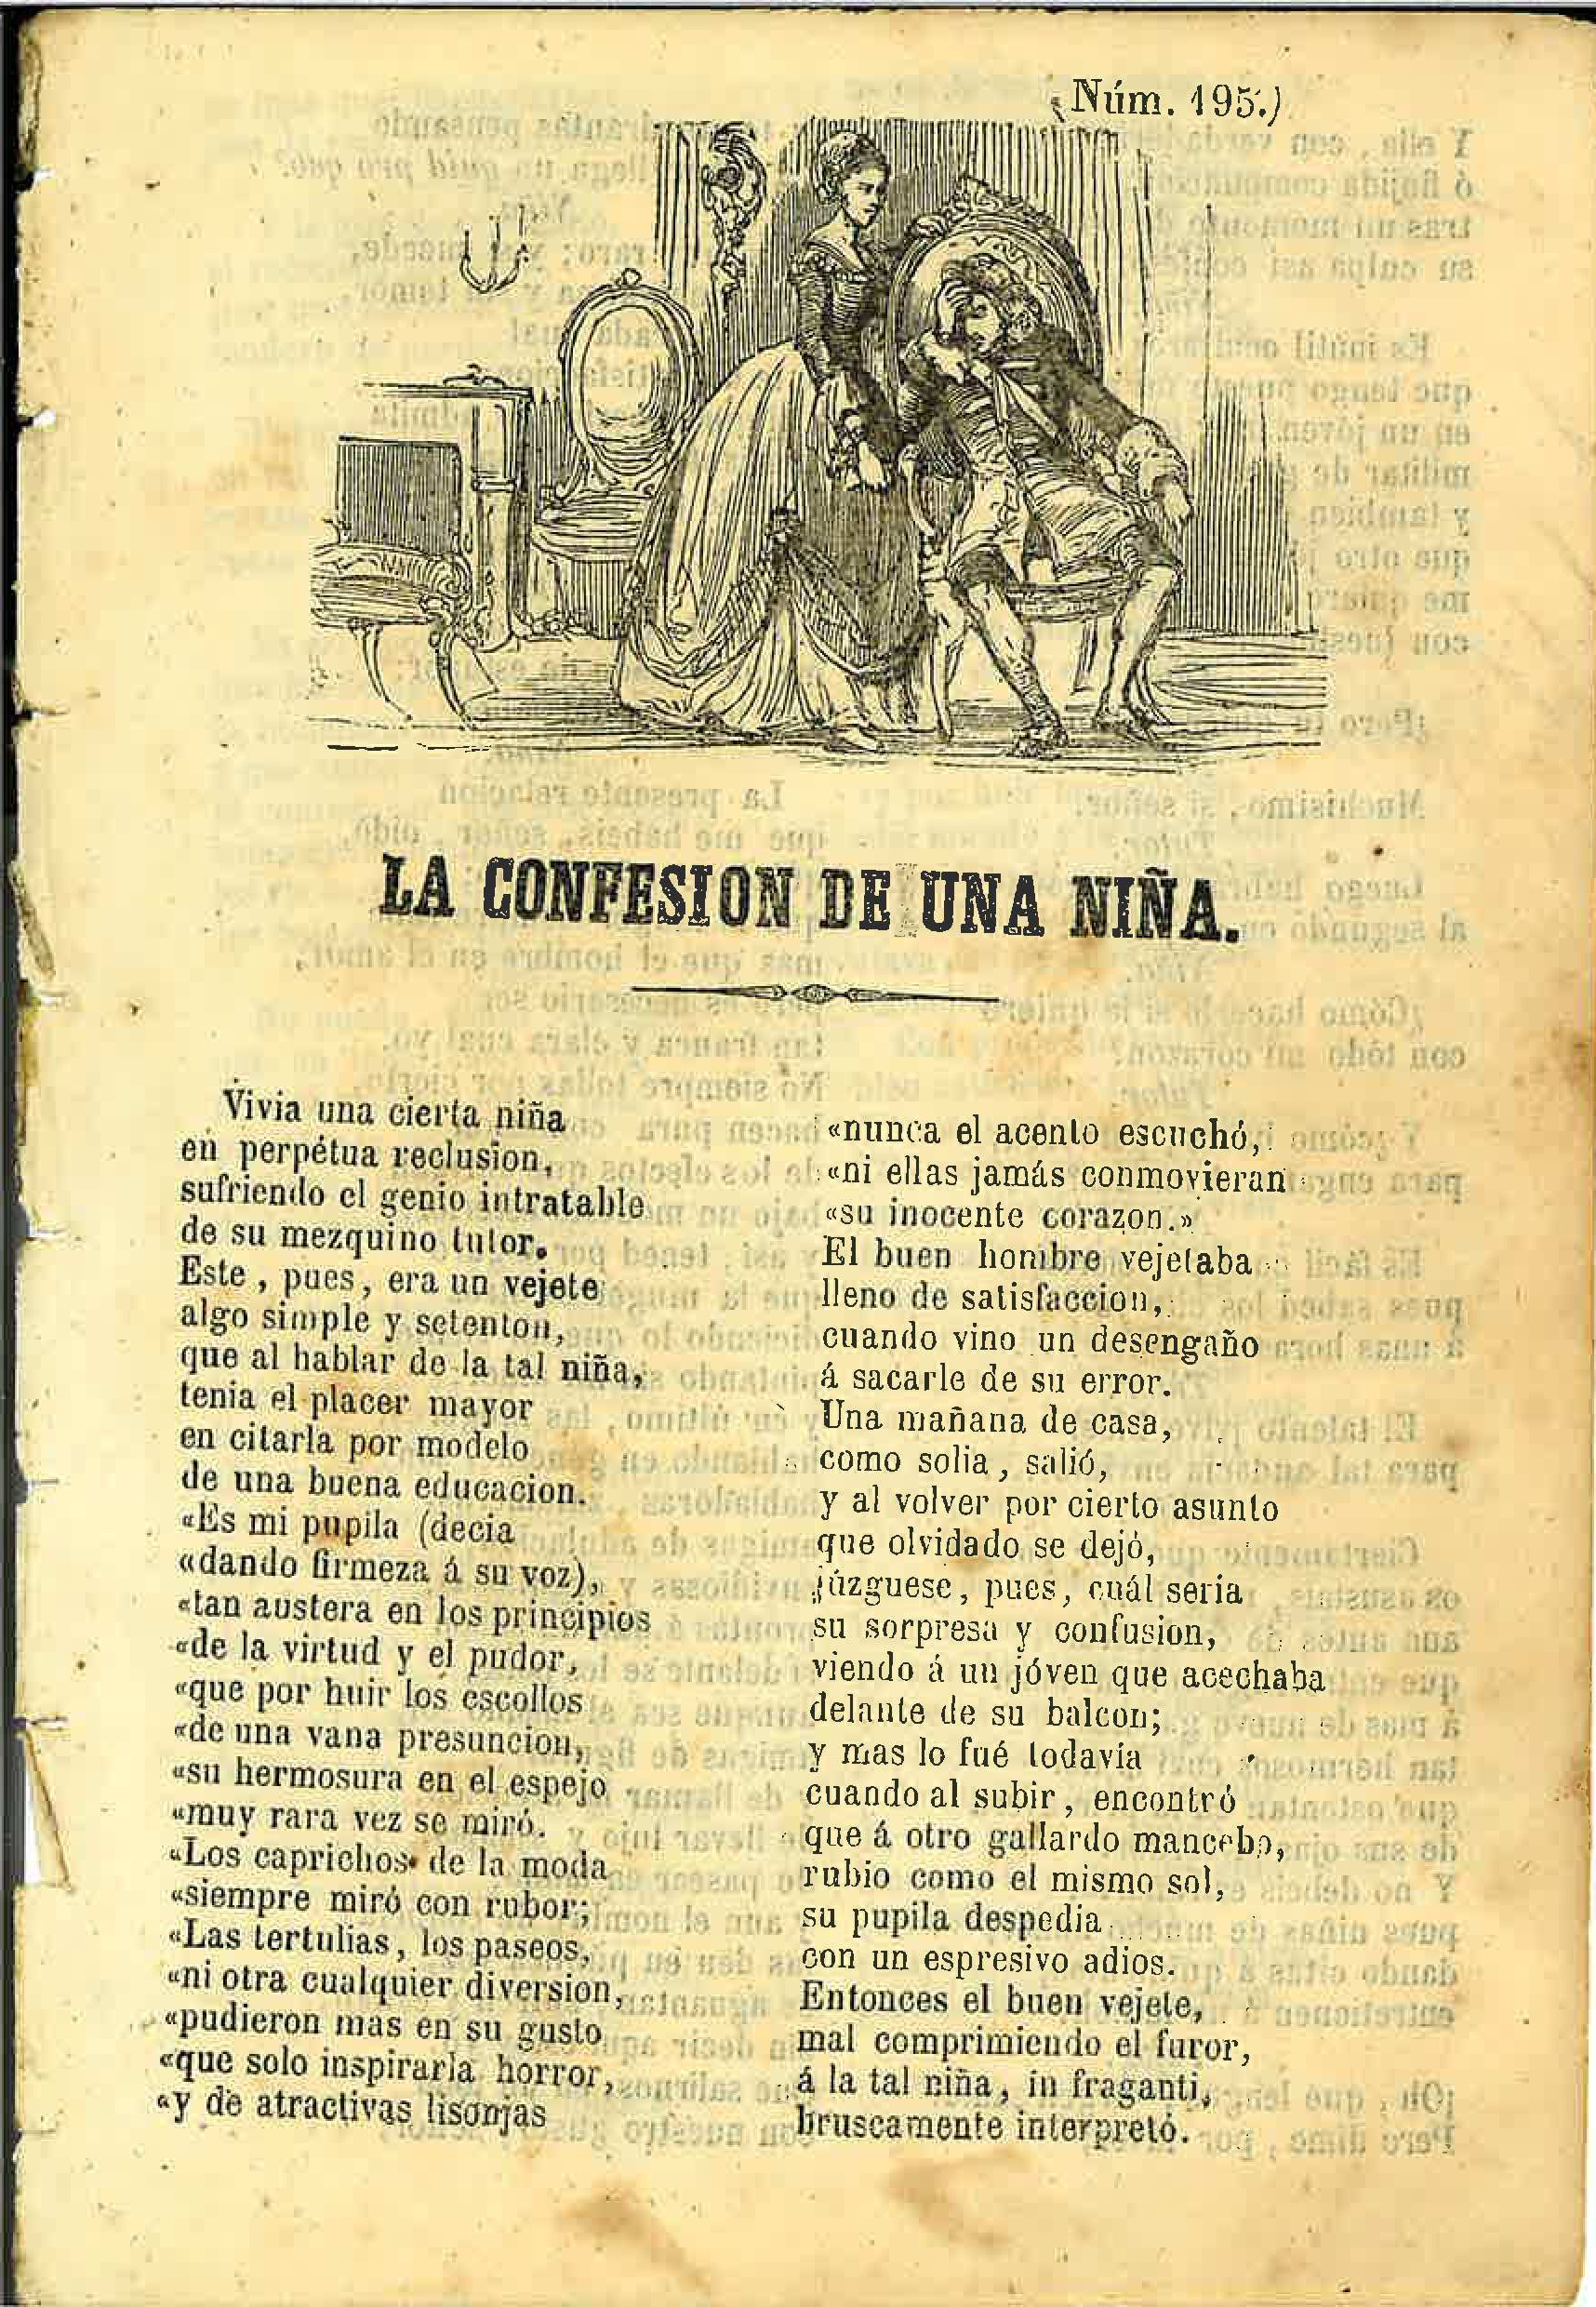 (Núm. 195.)
LA CONFESION DE UNA NIÑA.
Vivia una cierta niña
en perpétua reclusion,
sufriendo el genio intratable
de su mezquino tutor.
Este, pues, era un vejete
algo simple y setenton,
que al hablar de la tal niña,
tenia el placer mayor
en citarla por modelo
de una buena educacion.
«Es mi pupila (decia
«dando firmeza á su voz),
«tan austera en los principios
«de la virtud y el pudor,
«que por huir los escollos
«de una vana presuncion,
«su hermosura en el espejo
«muy rara vez se miró.
«Los caprichos de la moda
«siempre miró con rubor;
«Las tertulias, los paseos,
«ni otra cualquier diversion,
«pudieron mas en su gusto
«que solo inspirarla horror,
«y de atractivas lisonjas
«nunca el acento escuchó,
«ni ellas jamás conmovieran
«su inocente corazon.»
El buen hombre vejetaba
lleno de satisfaccion,
cuando vino un desengaño
á sacarle de su error.
Una mañana de casa,
como solia, salió,
y al volver por cierto asunto
que olvidado se dejó,
júzguese, pues, cuál seria
su sorpresa y confusion,
viendo á un jóven que acechaba
delante de su balcon;
y mas lo fué todavía
cuando al subir, encontró
que á otro gallardo mancebo,
rubio como el mismo sol,
su pupila despedia
con un espresivo adios.
Entonces el buen vejete,
mal comprimiendo el furor,
á la tal niña, in fraganti,
bruscamente interpretó.